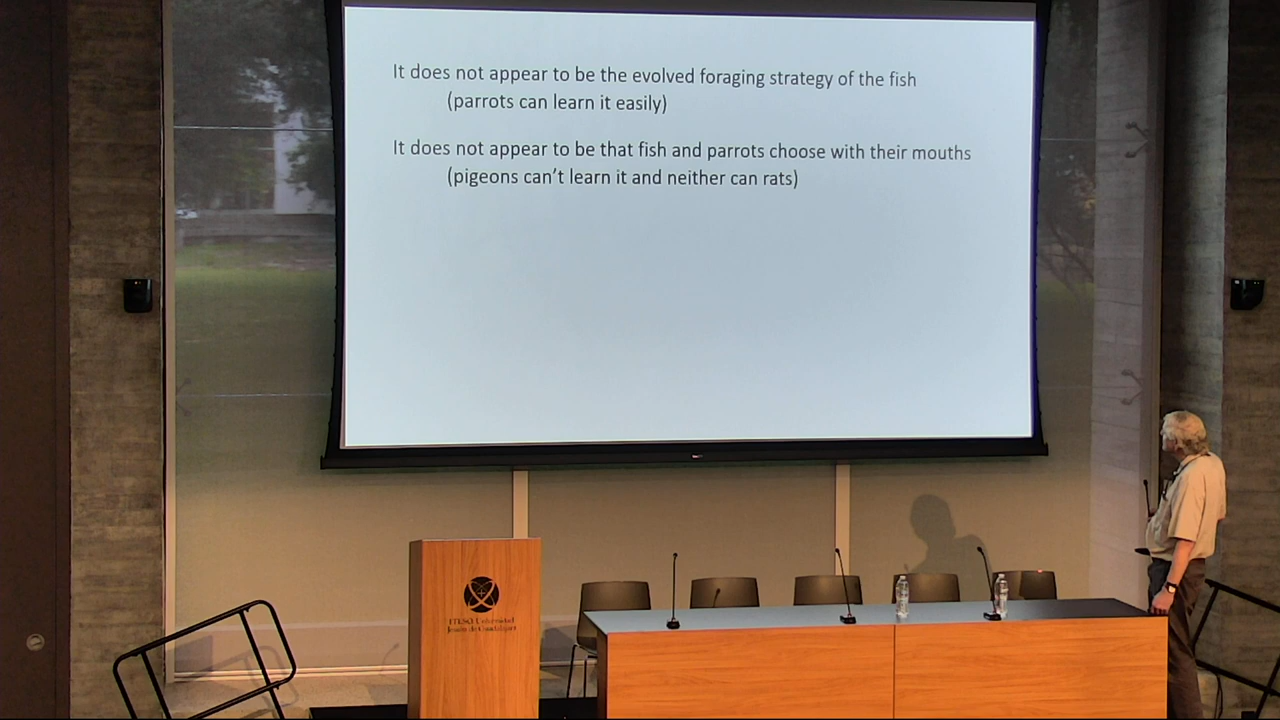 It does not appear to be the evolved foraging strategy of the fish
(parrots can learn it easily)
It does not appear to be that fish and parrots choose with their mouths
(pigeons can't learn it and neither can rats)
ITESO, Universidad
Jesuita de Guadalajara